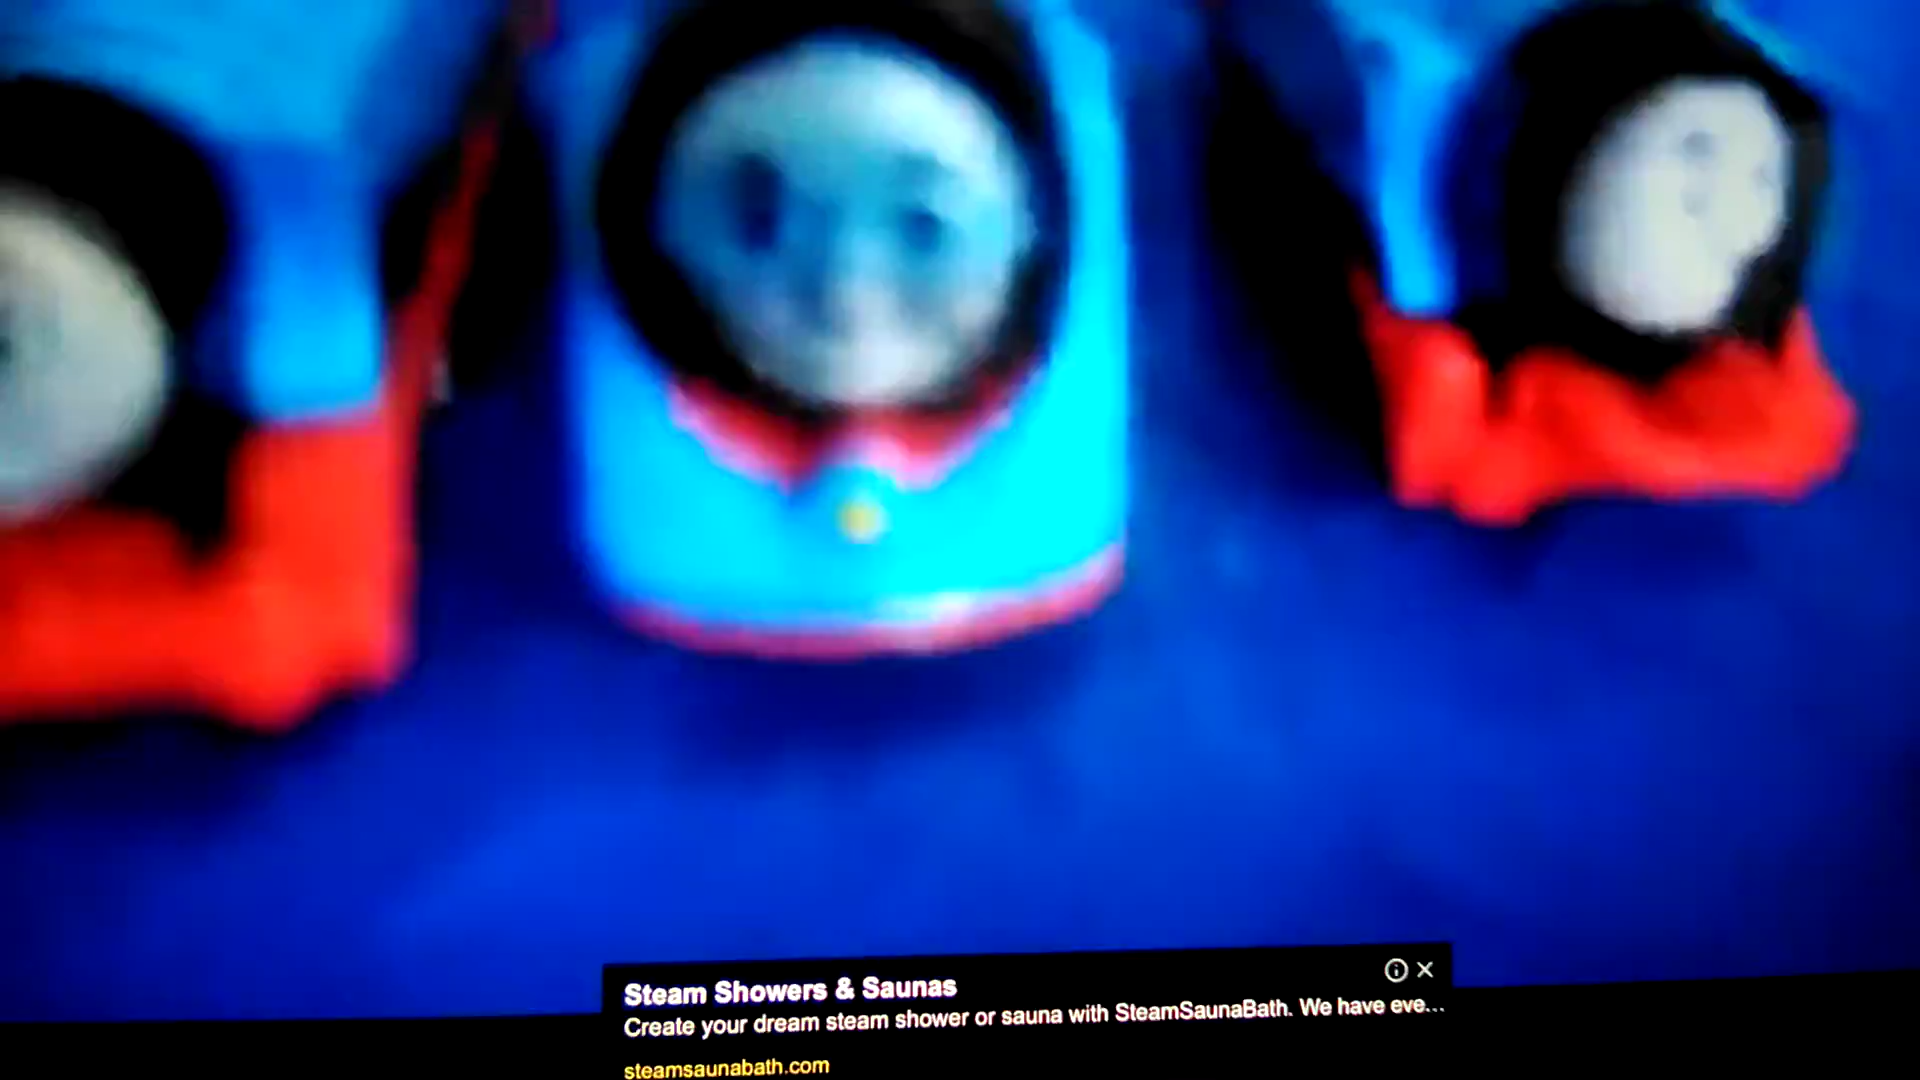 Steam Showers & Saunas
Create your dream steam shower or sauna with SteamSaunaBath. We have eve...
steamsaunabath.com